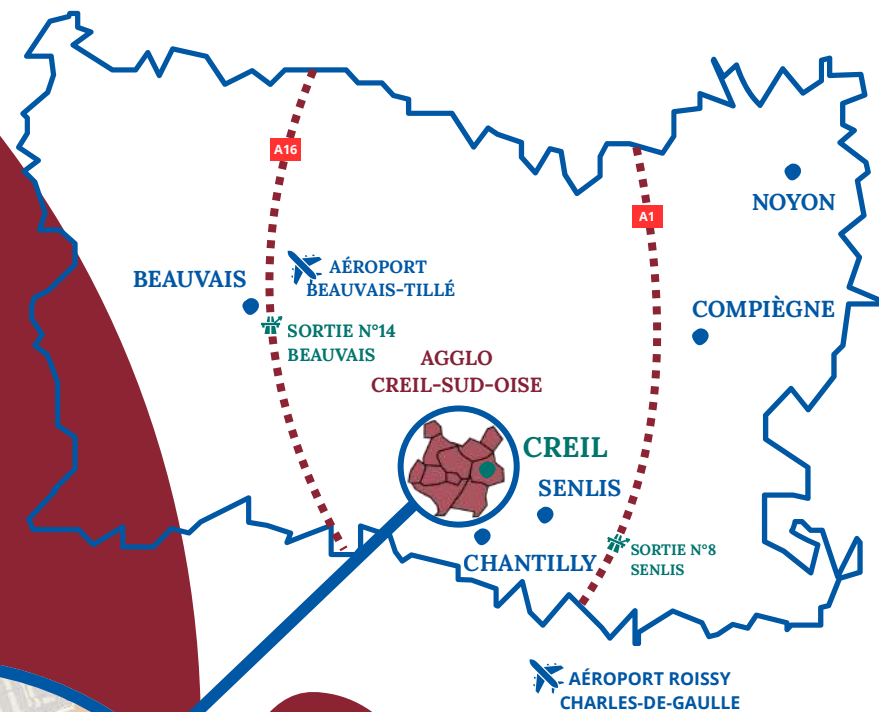 A16
NOYON
A1
AÉROPORT
BEAUVAIS-TILLÉ
BEAUVAIS
COMPIÈGNE
SORTIE N°14
BEAUVAIS
AGGLO
CREIL-SUD-OISE
CREIL
SENLIS
SORTIE N°8
SENLIS
CHANTILLY
AÉROPORT ROISSY
CHARLES-DE-GAULLE